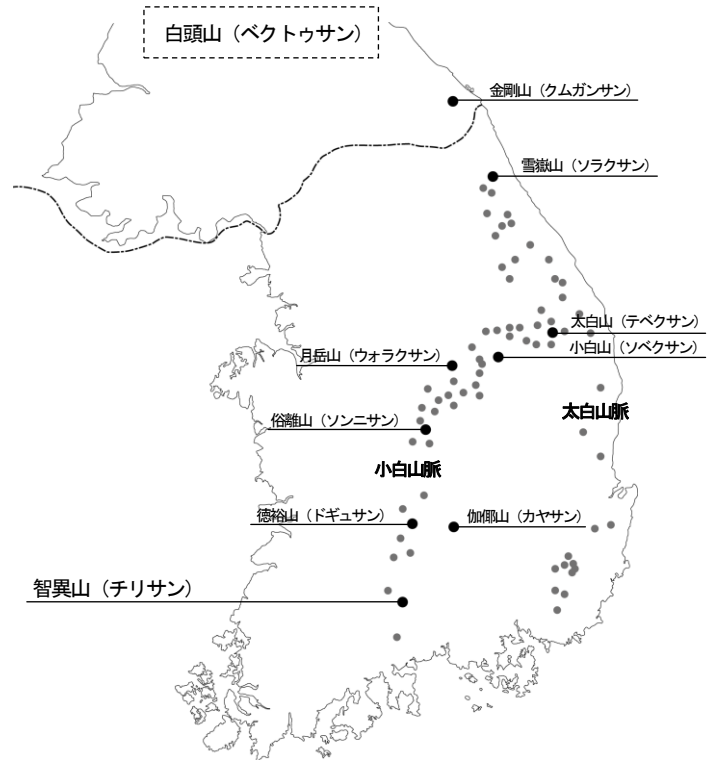 白頭山（ベクトゥサン）
金剛山（クムガンサン）
雪嶽山（ソラクサン）
太白山（テベクサン）
小白山（ソベクサン）
月岳山（ウォラクサン）
太白山脈
俗離山（ソンニサン）
小白山脈
徳裕山（ドギュサン）
伽倻山（カヤサン）
智異山（チリサン）